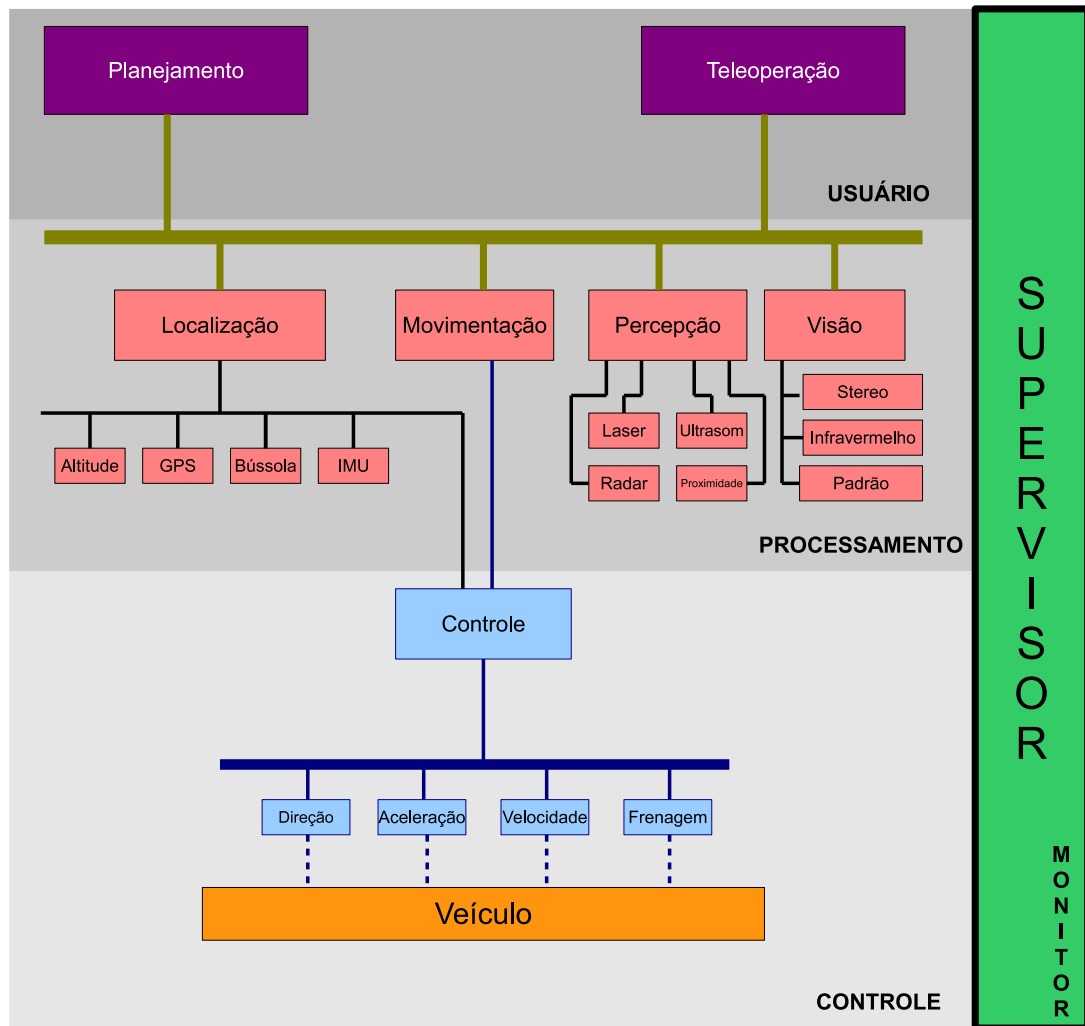 Planejamento
Teleoperação
USUÁRIO
Localização
Movimentação
Percepção
Visão
Stereo
Laser
Ultrasom
Infravermelho
Altitude
GPS
Bússola
IMU
Radar
Proximidade
Padrão
PROCESSAMENTO
Controle
Direção
Aceleração
Velocidade
Frenagem
Veículo
CONTROLE
SUPERVISOR
MONITOR